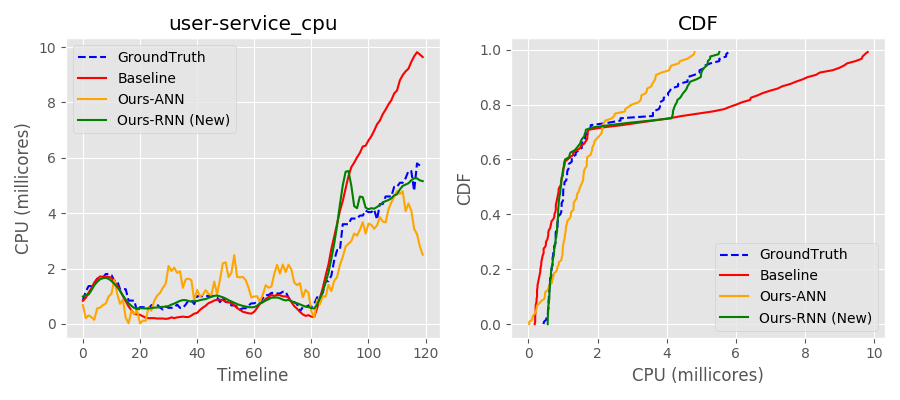 user-service_cpu
10
8
6
4
2
0
CPU (millicores)
GroundTruth
Baseline
Ours-ANN
Ours-RNN (New)
0 20 40 60 80 100 120
Timeline
CDF
1.0
0.8
0.6
0.4
0.2
0.0
CDF
GroundTruth
Baseline
Ours-ANN
Ours-RNN (New)
0 2 4 6 8 10
CPU (millicores)